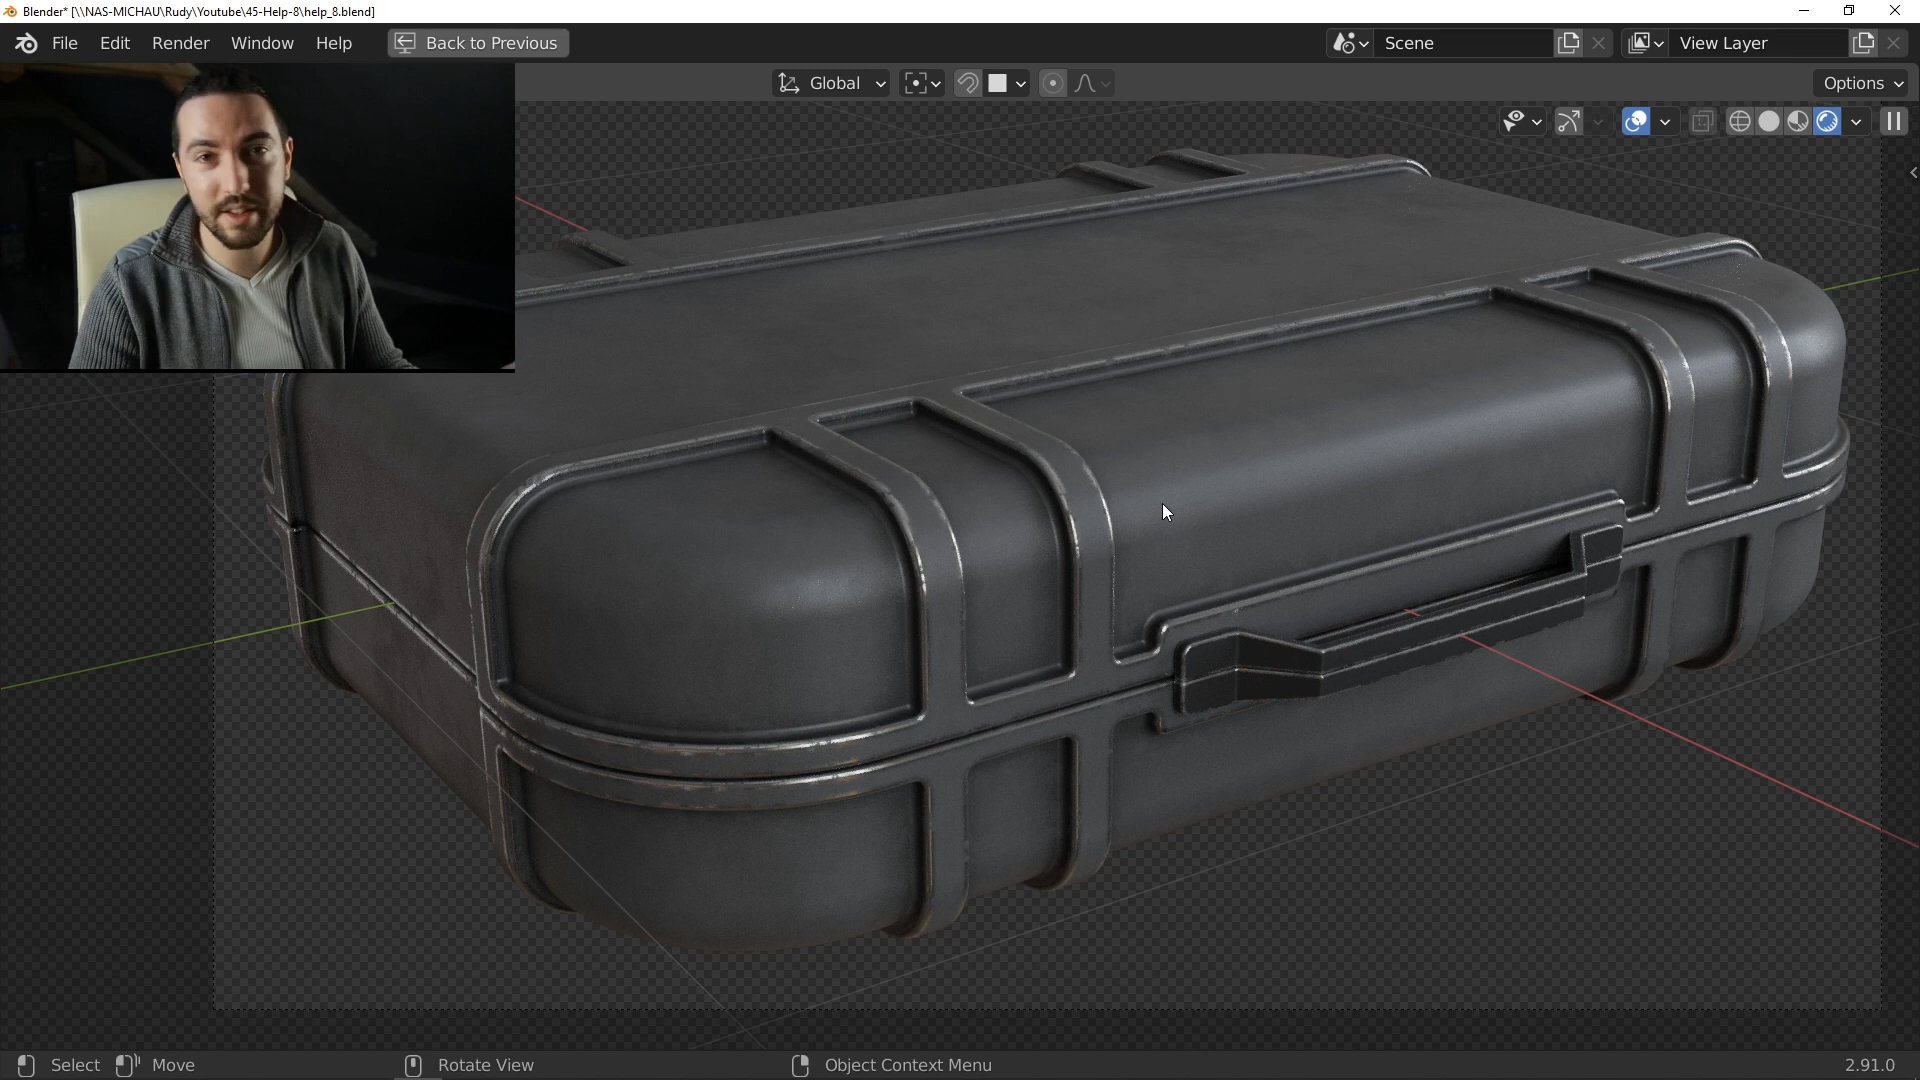 Blender* [\\NAS-MICHAU\Rudy\Youtube\45-Help-8\help_8.blend]
File Edit Render Window Help Back to Previous Scene View Layer
Global Options
Select Move Rotate View Object Context Menu 2.91.0